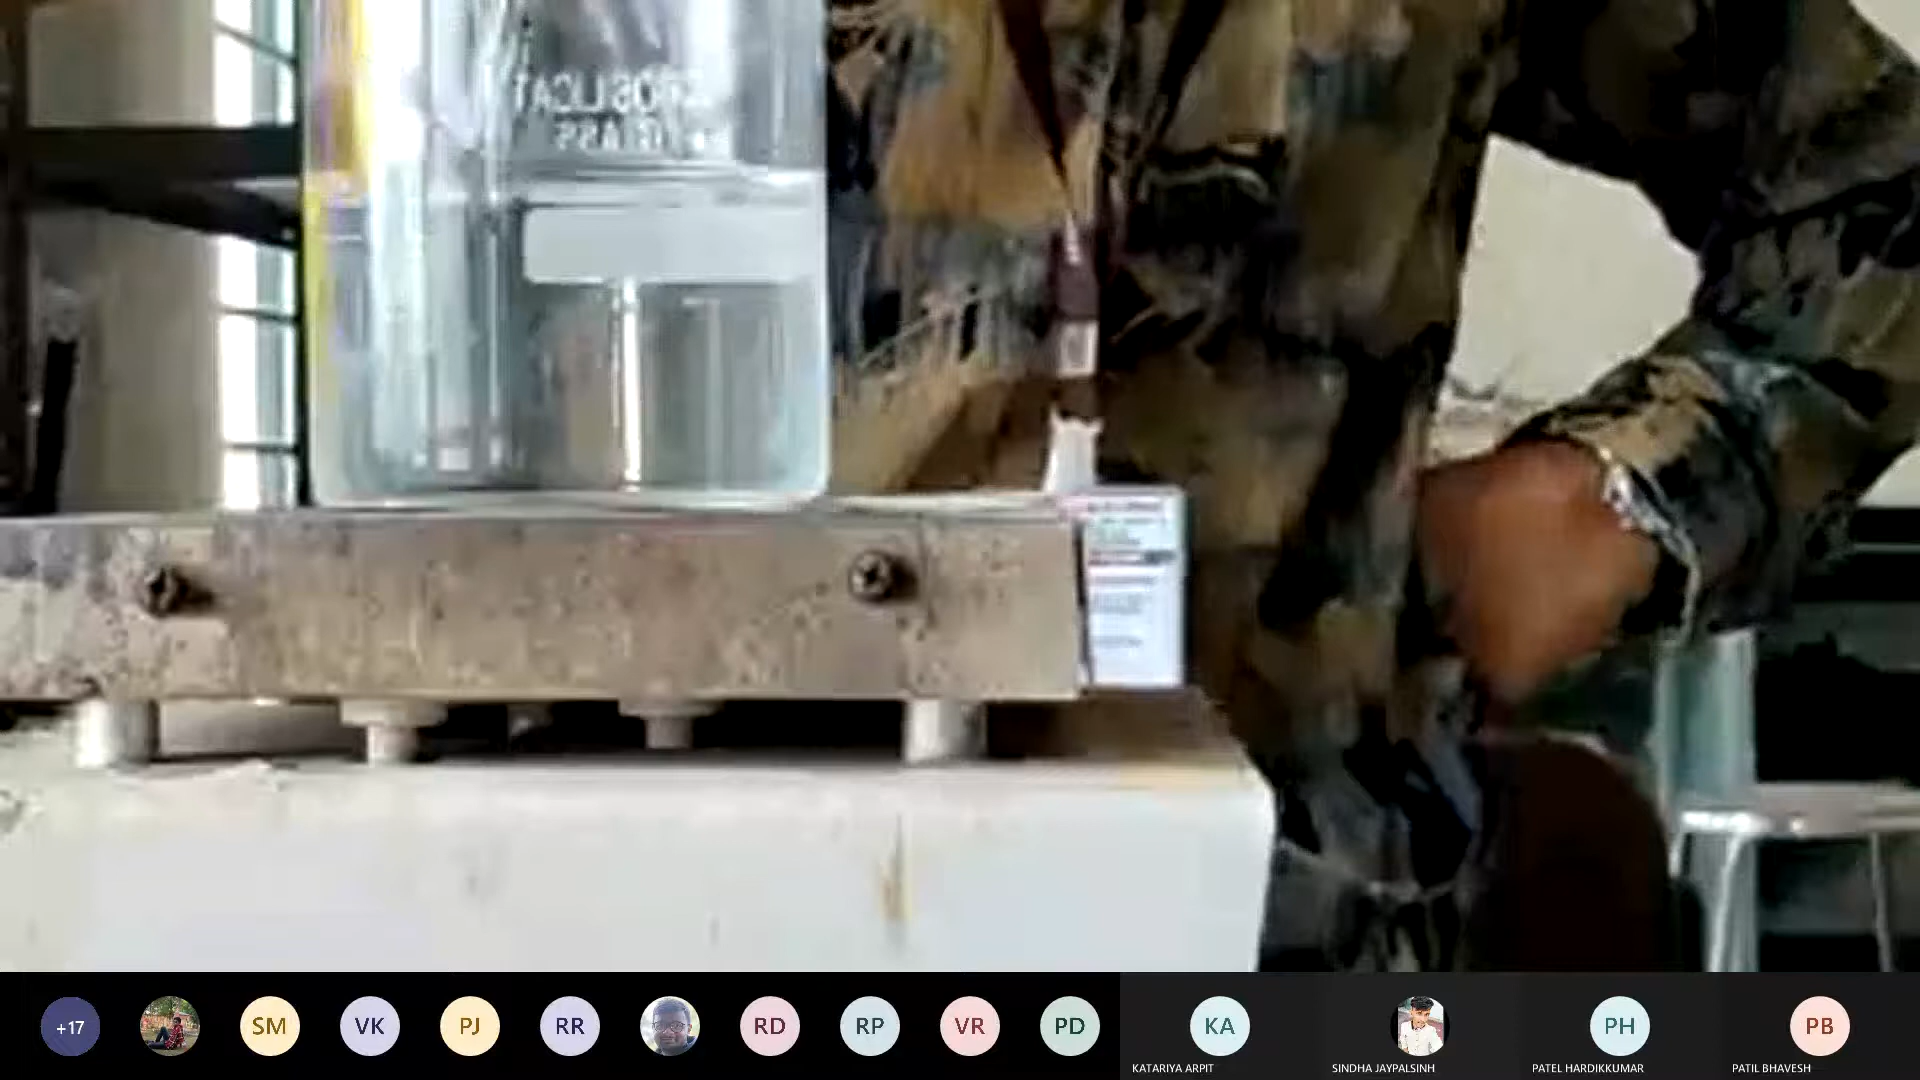 +17
SM
VK
PJ
RR
RD
RP
VR
PD
KA
PH
PB
KATARIYA ARPIT
SINDHA JAYPALSINH
PATEL HARDIKKUMAR
PATIL BHAVESH